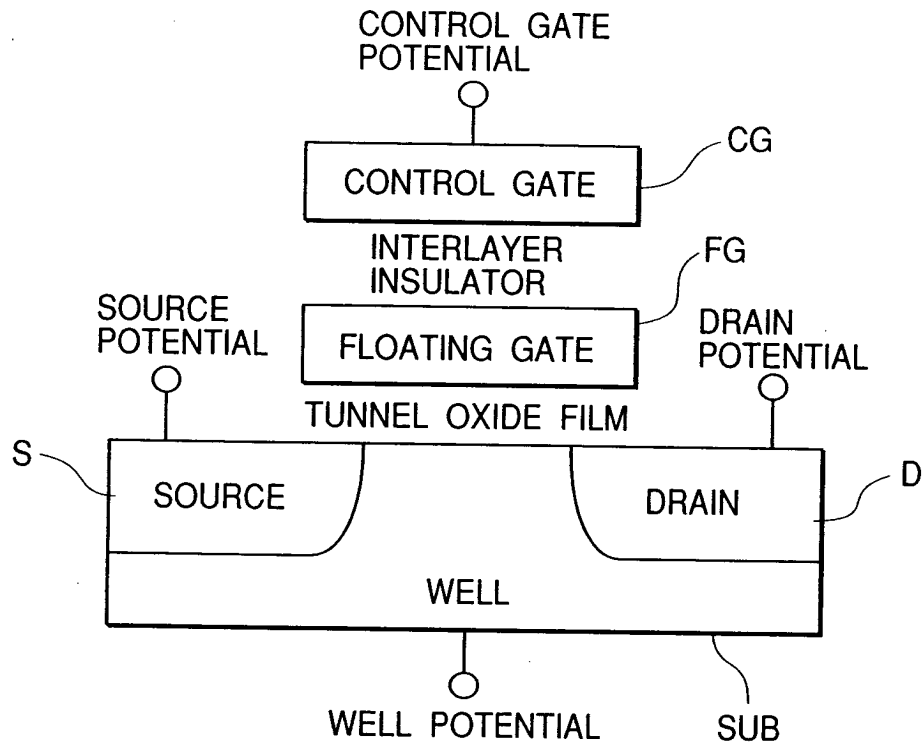 CONTROL GATE
POTENTIAL
CG
CONTROL GATE
INTERLAYER
INSULATOR
FG
SOURCE
POTENTIAL
FLOATING GATE
DRAIN
POTENTIAL
TUNNEL OXIDE FILM
S
SOURCE
DRAIN
D
WELL
WELL POTENTIAL
SUB